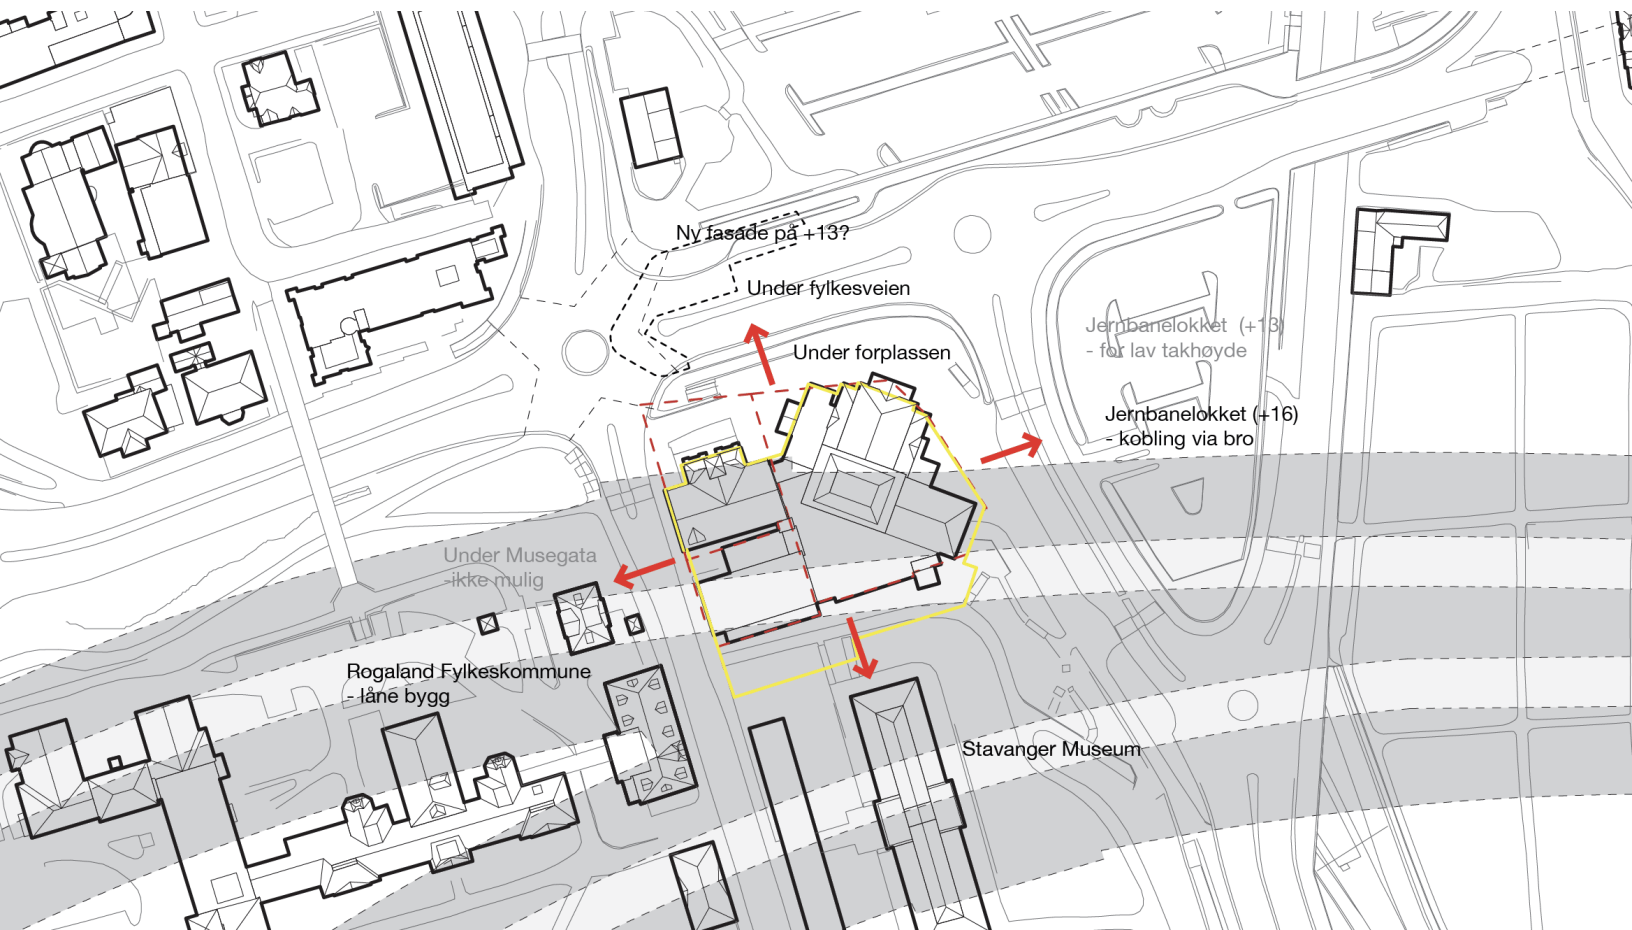 Ny fasade på +13?
Under fylkesveien
Under forplassen
Jernbanelokket (+13)
- for lav takhøyde
Jernbanelokket (+16)
- kobling via bro
Under Musegata
-ikke mulig
Rogaland Fylkeskommune
- låne bygg
Stavanger Museum